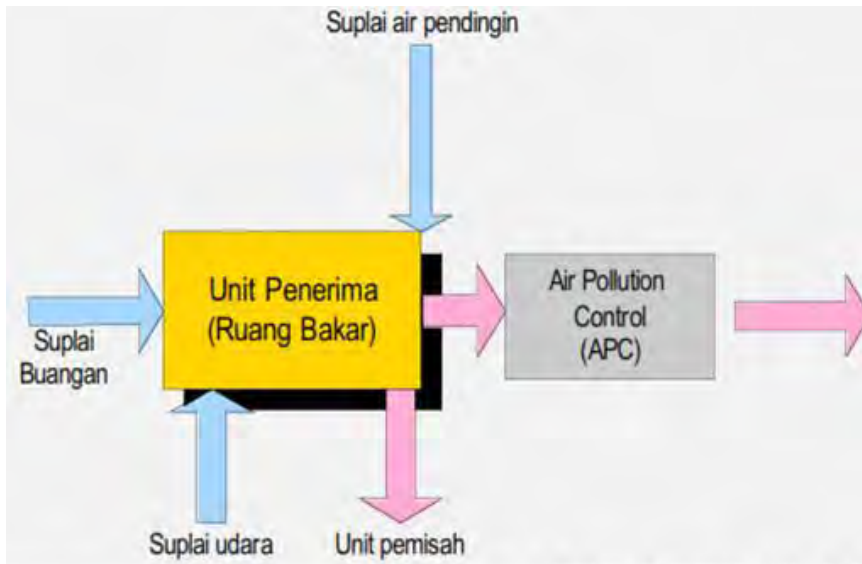 Suplai air pendingin
Unit Penerima
(Ruang Bakar)
Air Pollution
Control
(APC)
Suplai
Buangan
Suplai udara
Unit pemisah